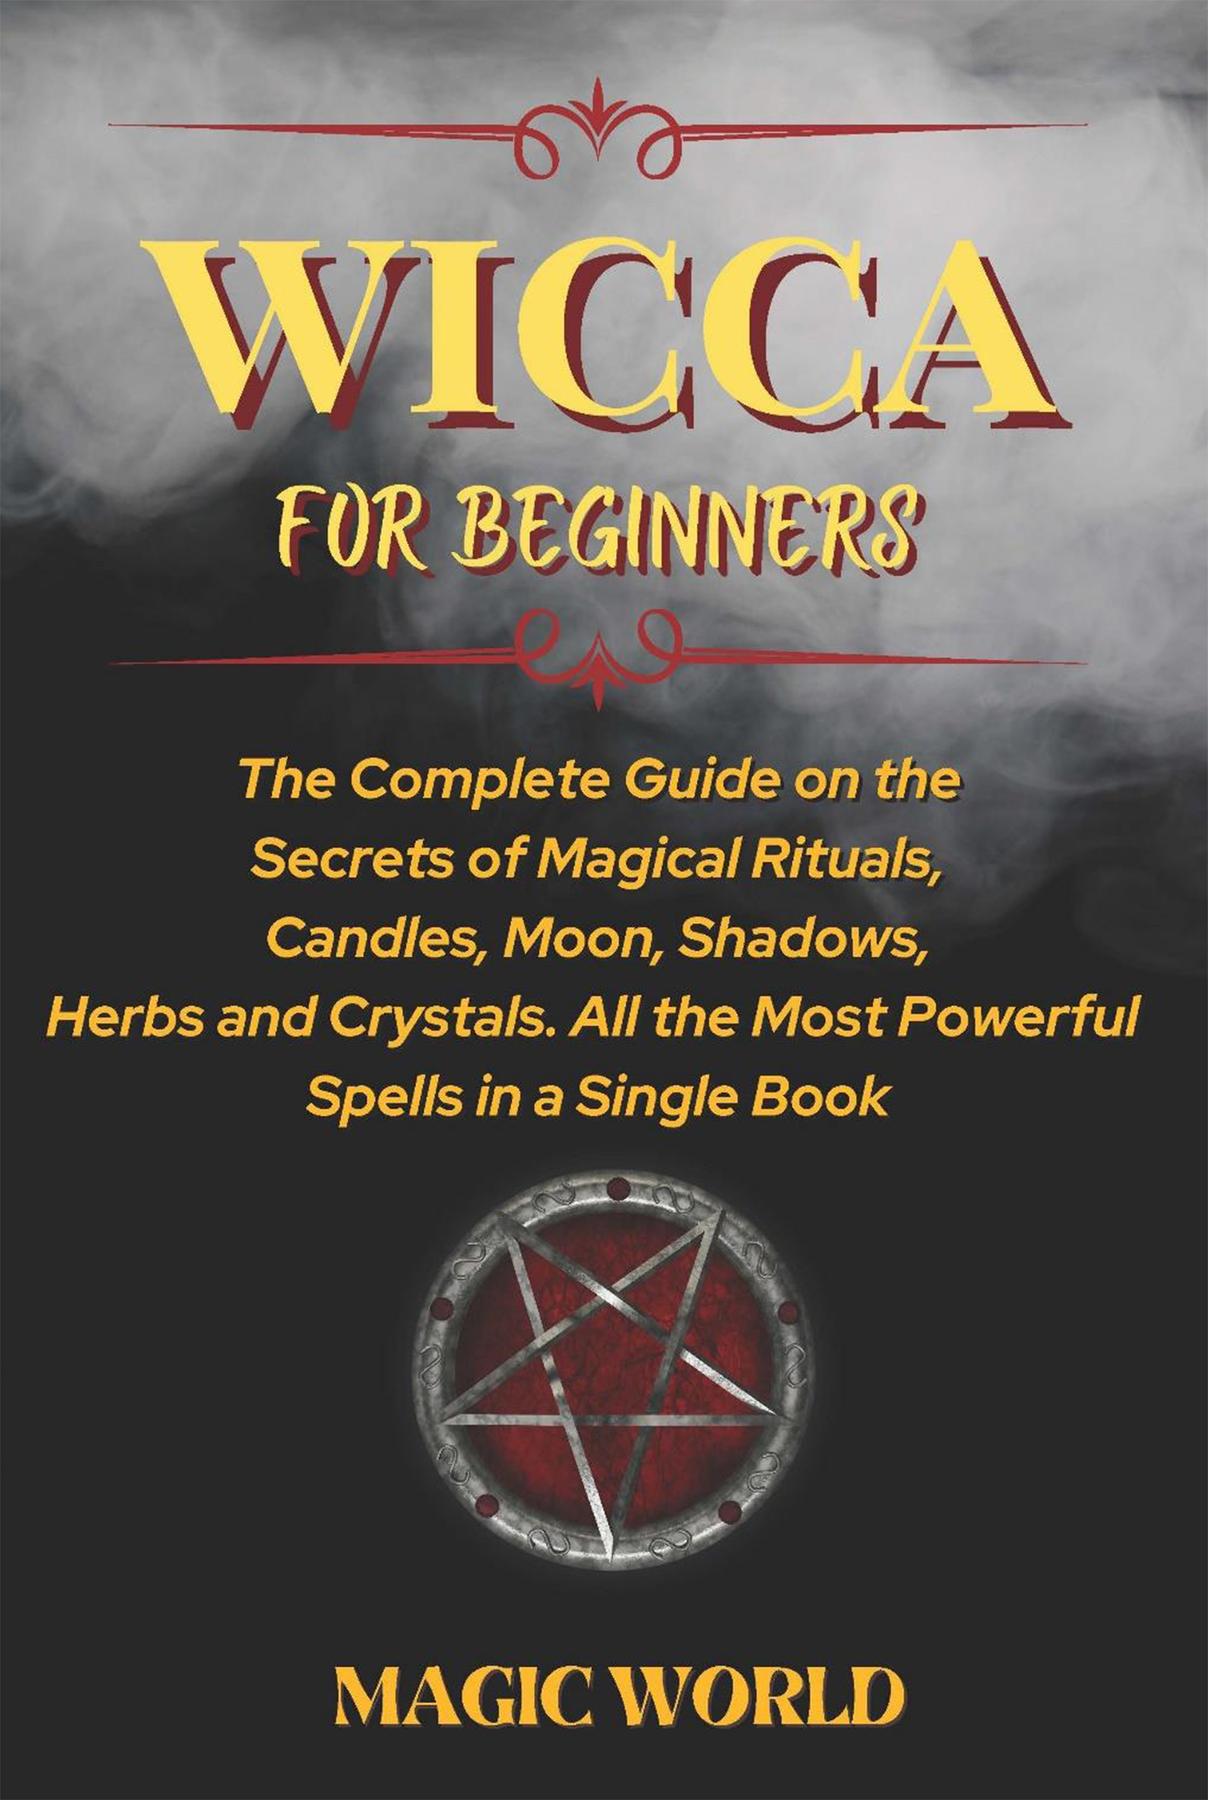 WICCA
FOR BEGINNERS
The Complete Guide on the
Secrets of Magical Rituals,
Candles, Moon, Shadows,
Herbs and Crystals. All the Most Powerful
Spells in a Single Book
MAGIC WORLD